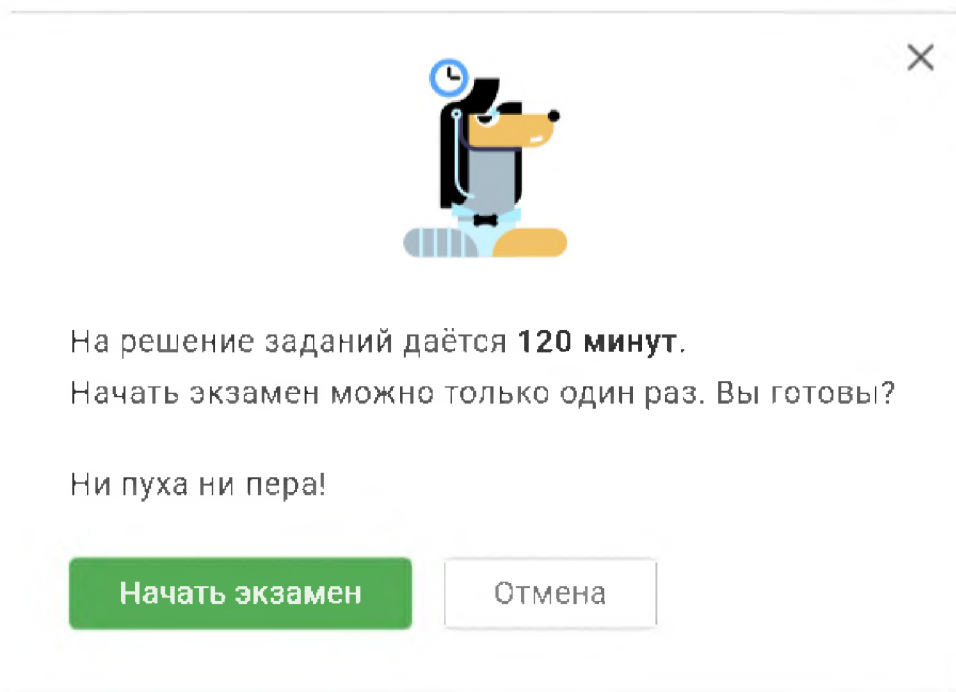 На решение заданий даётся 120 минут.
Начать экзамен можно только один раз. Вы готовы?
Ни пуха ни пера!
Начать экзамен
Отмена